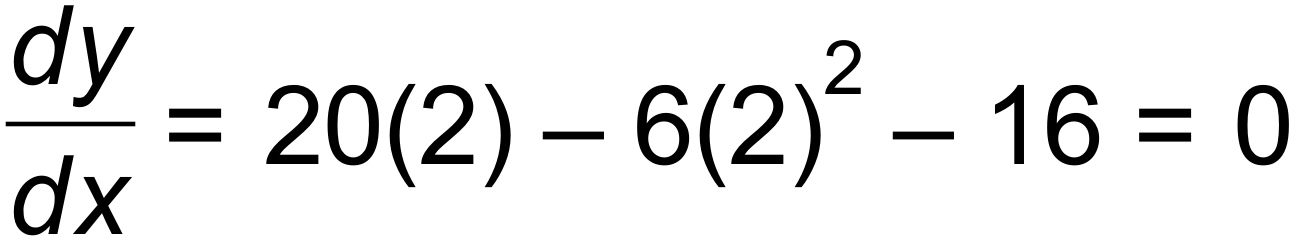 dy/dx = 20(2) – 6(2)² – 16 = 0